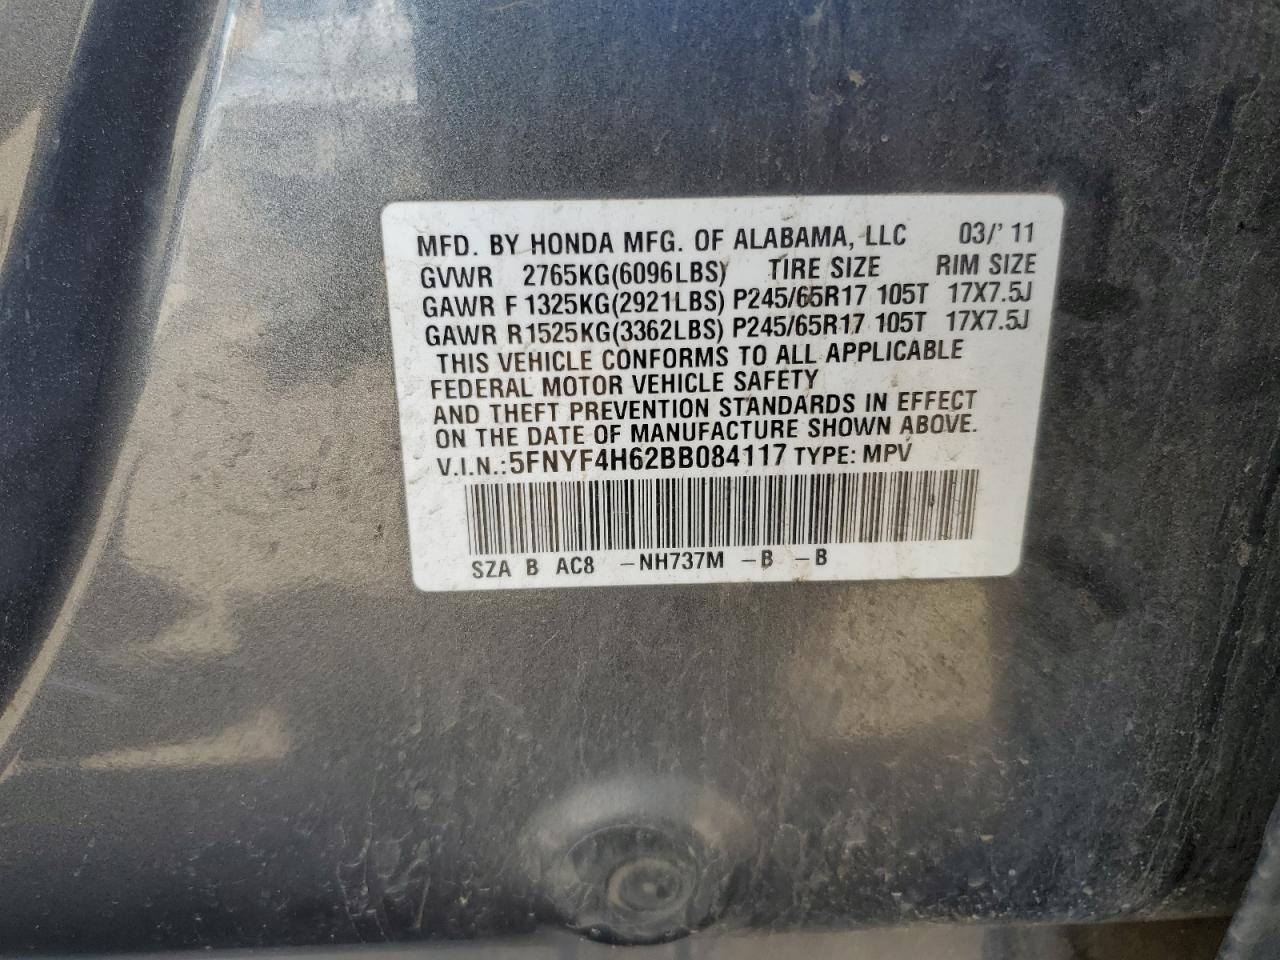 MFD. BY HONDA MFG. OF ALABAMA, LLC 03/'11
GVWR 2765KG(6096LBS) TIRE SIZE RIM SIZE
GAWR F 1325KG(2921LBS) P245/65R17 105T 17X7.5J
GAWR R1525KG(3362LBS) P245/65R17 105T 17X7.5J
THIS VEHICLE CONFORMS TO ALL APPLICABLE
FEDERAL MOTOR VEHICLE SAFETY
AND THEFT PREVENTION STANDARDS IN EFFECT
ON THE DATE OF MANUFACTURE SHOWN ABOVE.
V.I.N.:5FNYF4H62BB084117 TYPE: MPV
SZA B AC8 -NH737M -B -B